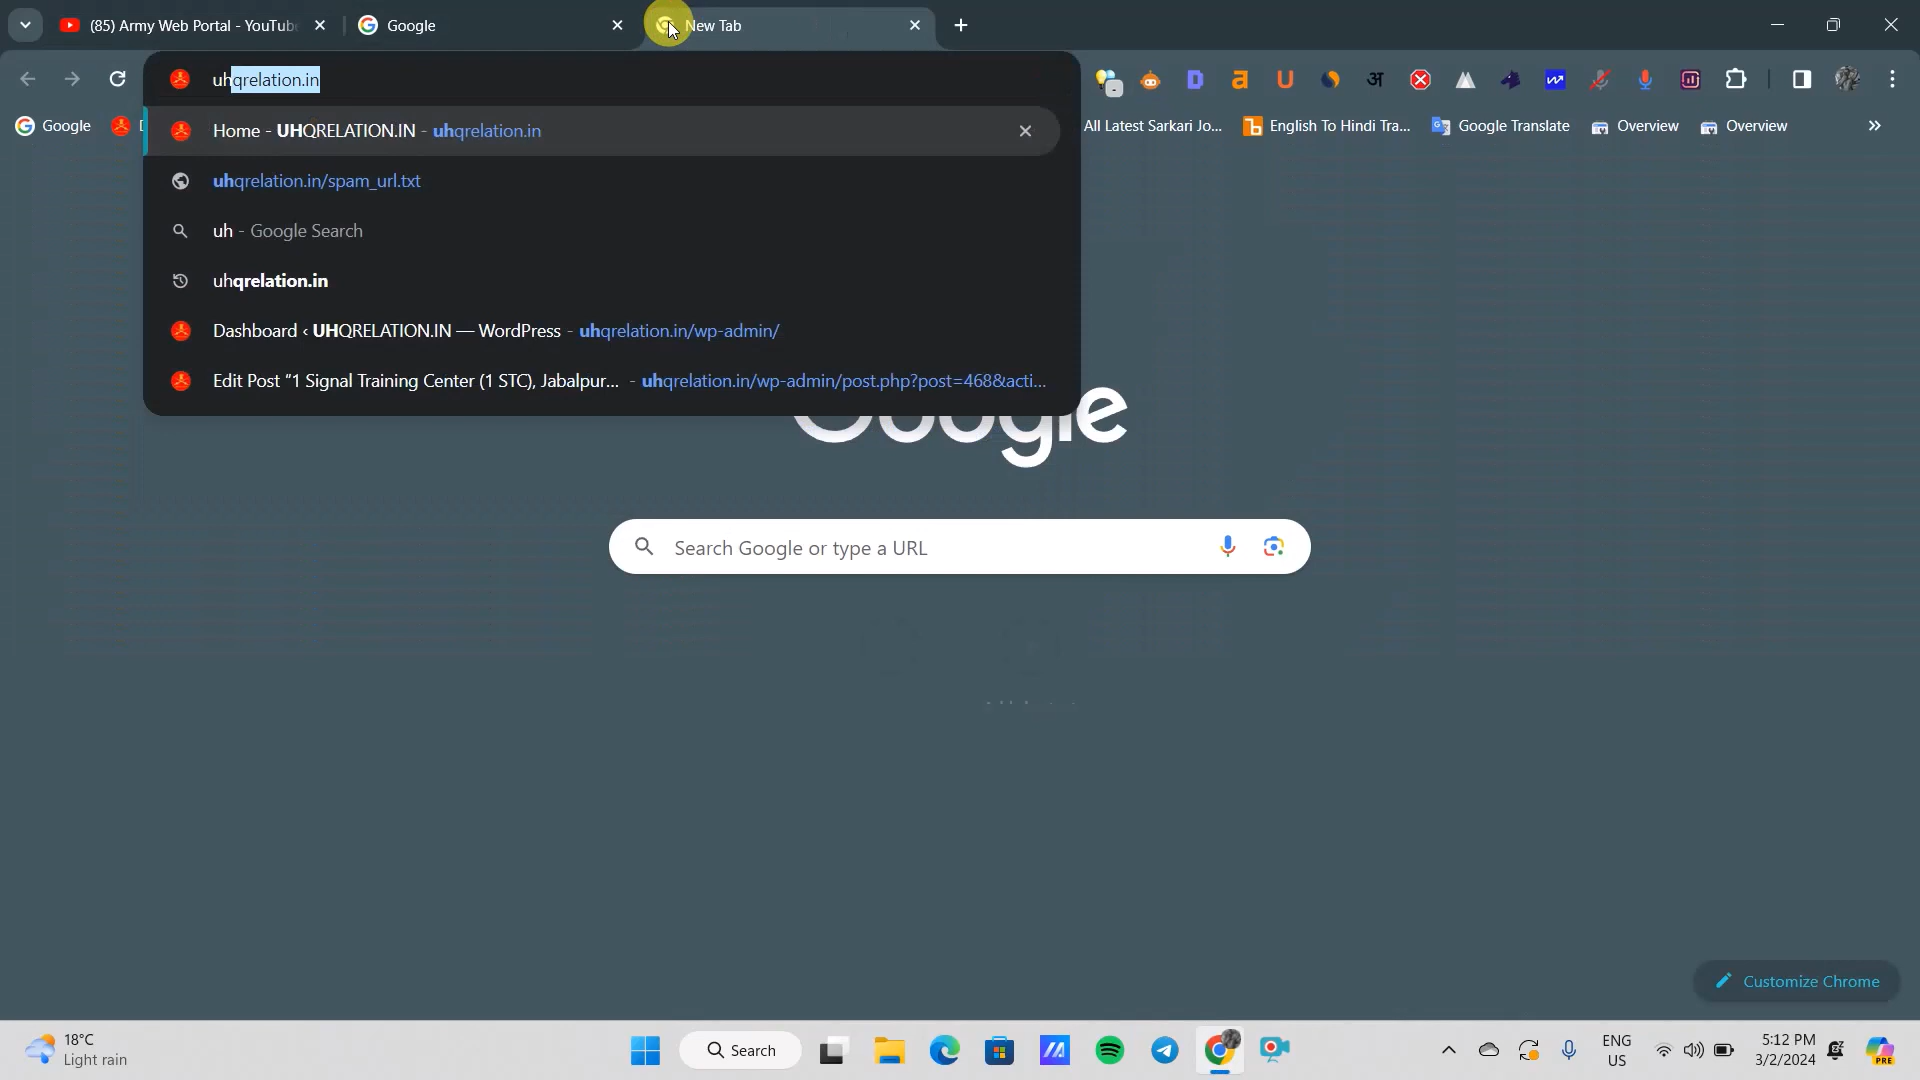 (85) Army Web Portal - YouTub
Google
New Tab
uhqrelation.in
Google
All Latest Sarkari Jo...
English To Hindi Tra...
Google Translate
Overview
Overview
Home - UHQRELATION.IN - uhqrelation.in
uhqrelation.in/spam_url.txt
uh - Google Search
uhqrelation.in
Dashboard ‹ UHQRELATION.IN — WordPress - uhqrelation.in/wp-admin/
Edit Post “1 Signal Training Center (1 STC), Jabalpur... - uhqrelation.in/wp-admin/post.php?post=468&acti...
Google
Search Google or type a URL
Customize Chrome
18°C
Light rain
Search
ENG
US
5:12 PM
3/2/2024
PRE